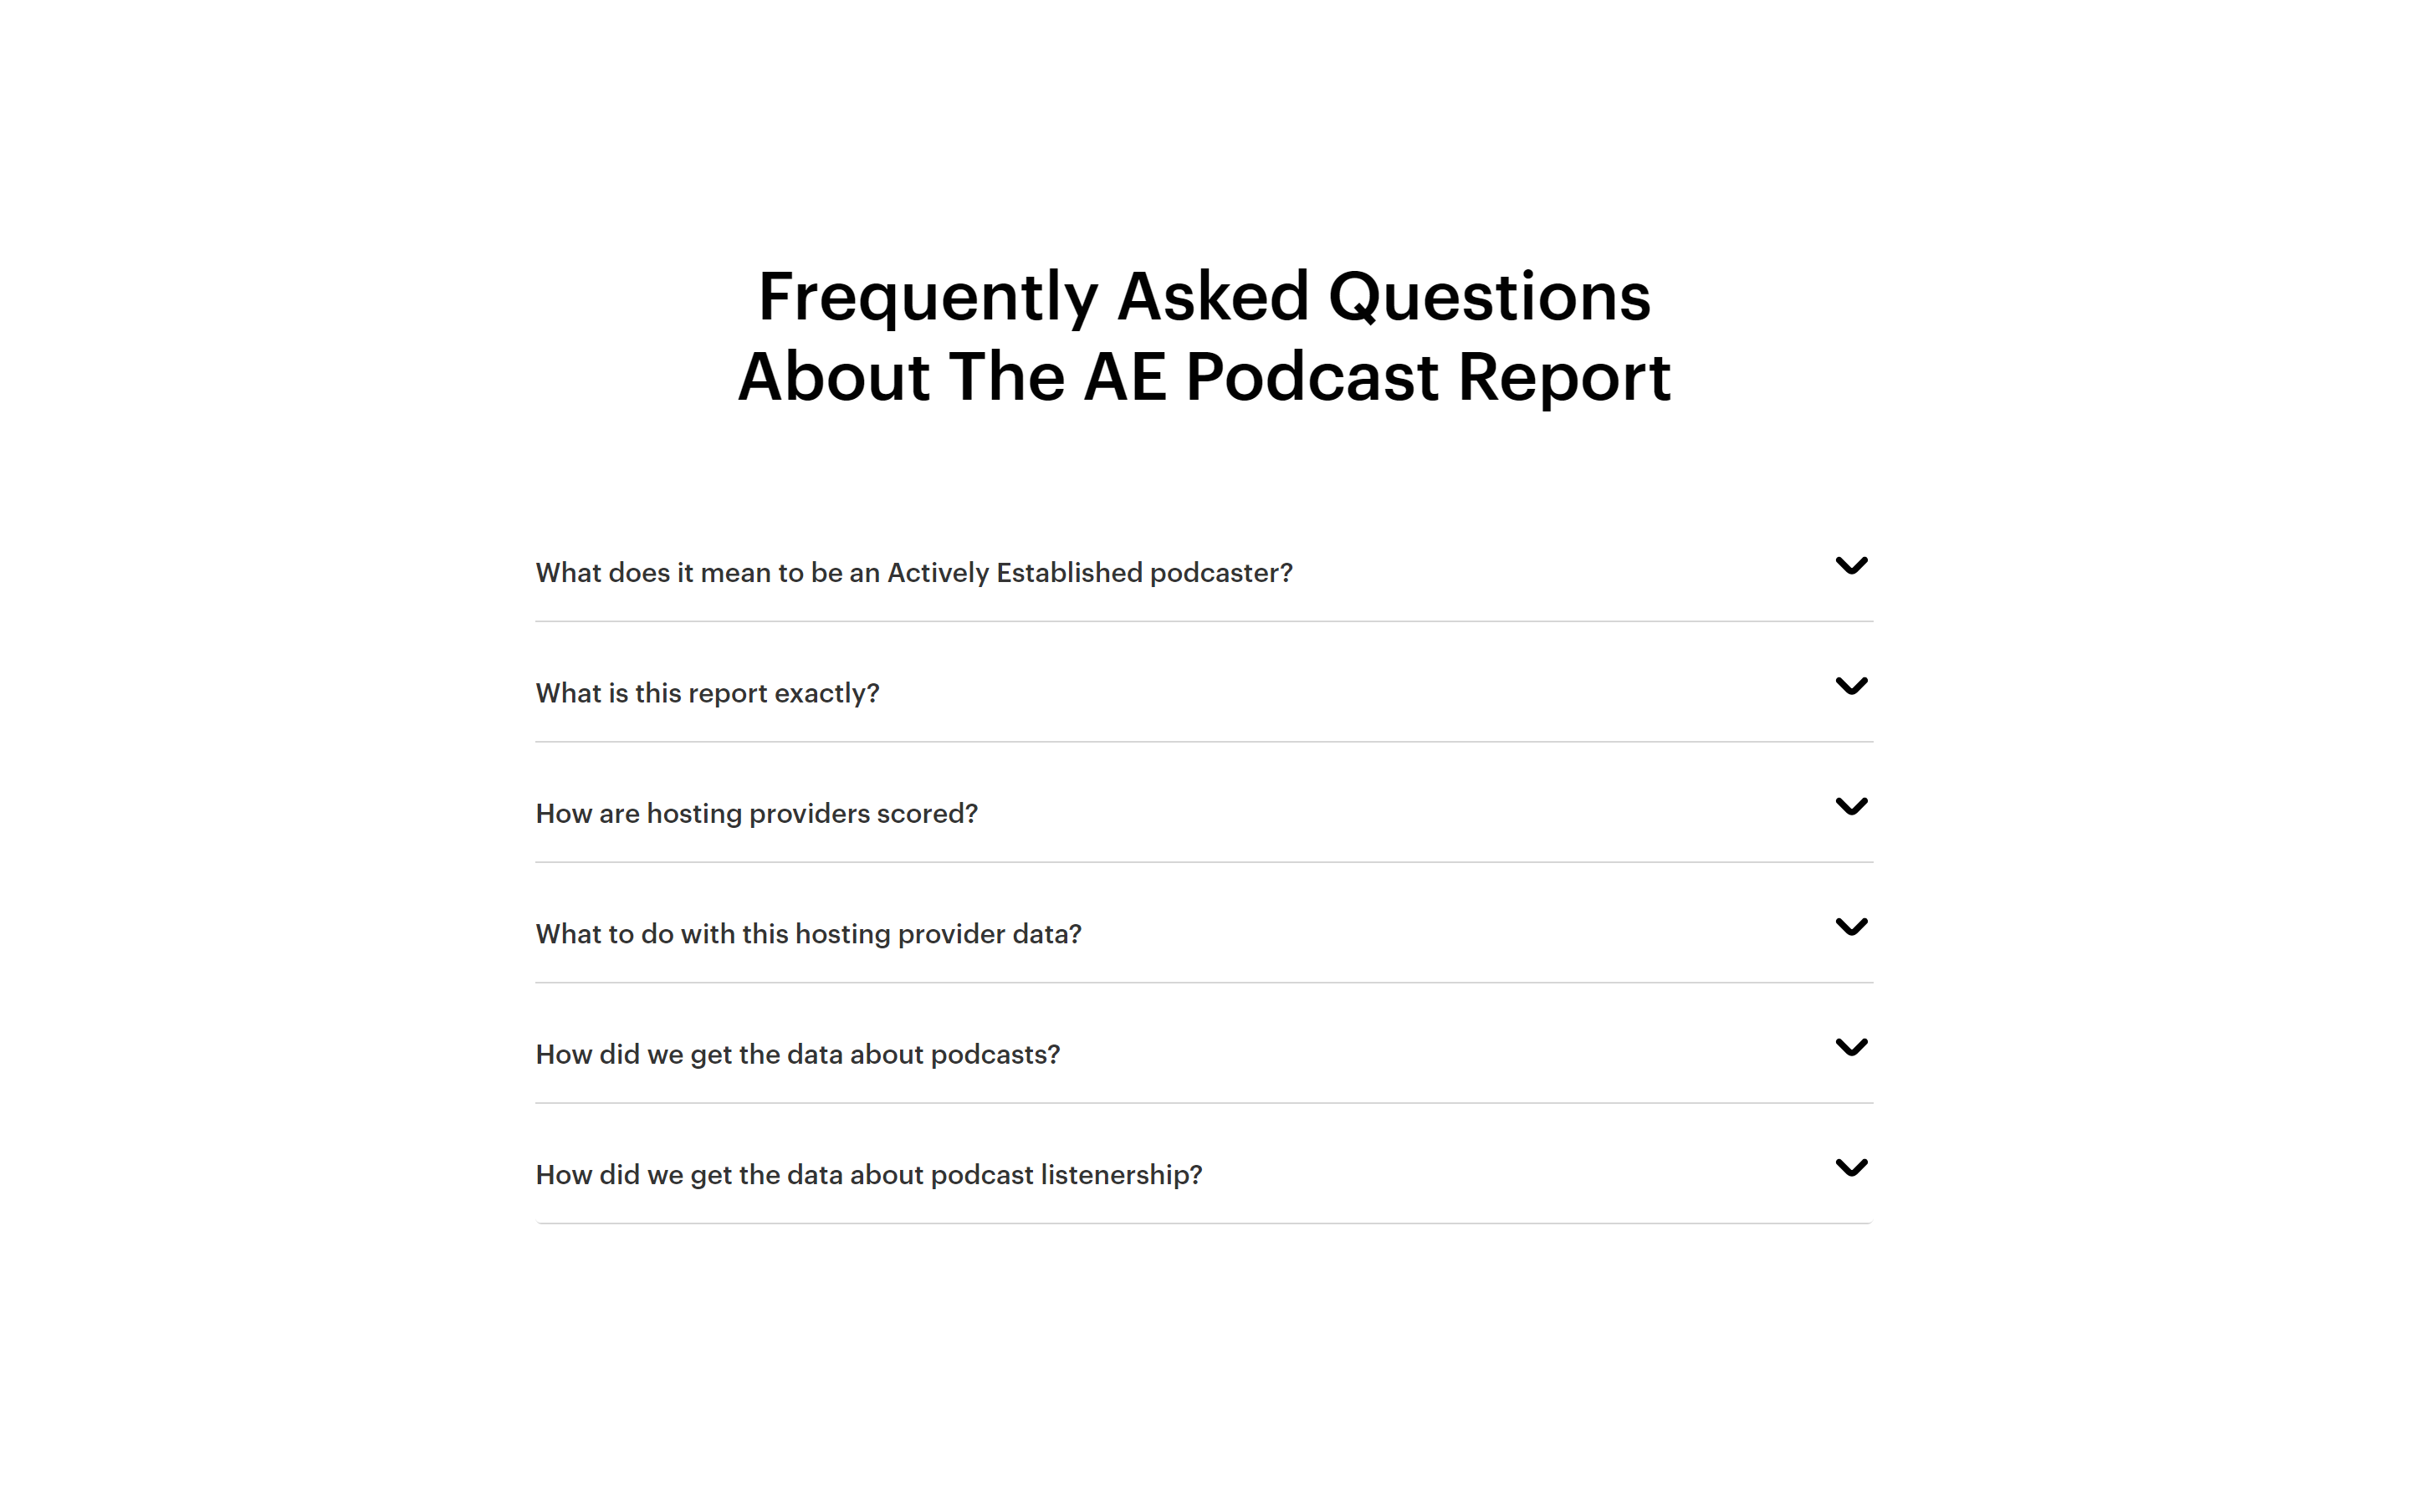 Frequently Asked Questions
About The AE Podcast Report
What does it mean to be an Actively Established podcaster?
What is this report exactly?
How are hosting providers scored?
What to do with this hosting provider data?
How did we get the data about podcasts?
How did we get the data about podcast listenership?